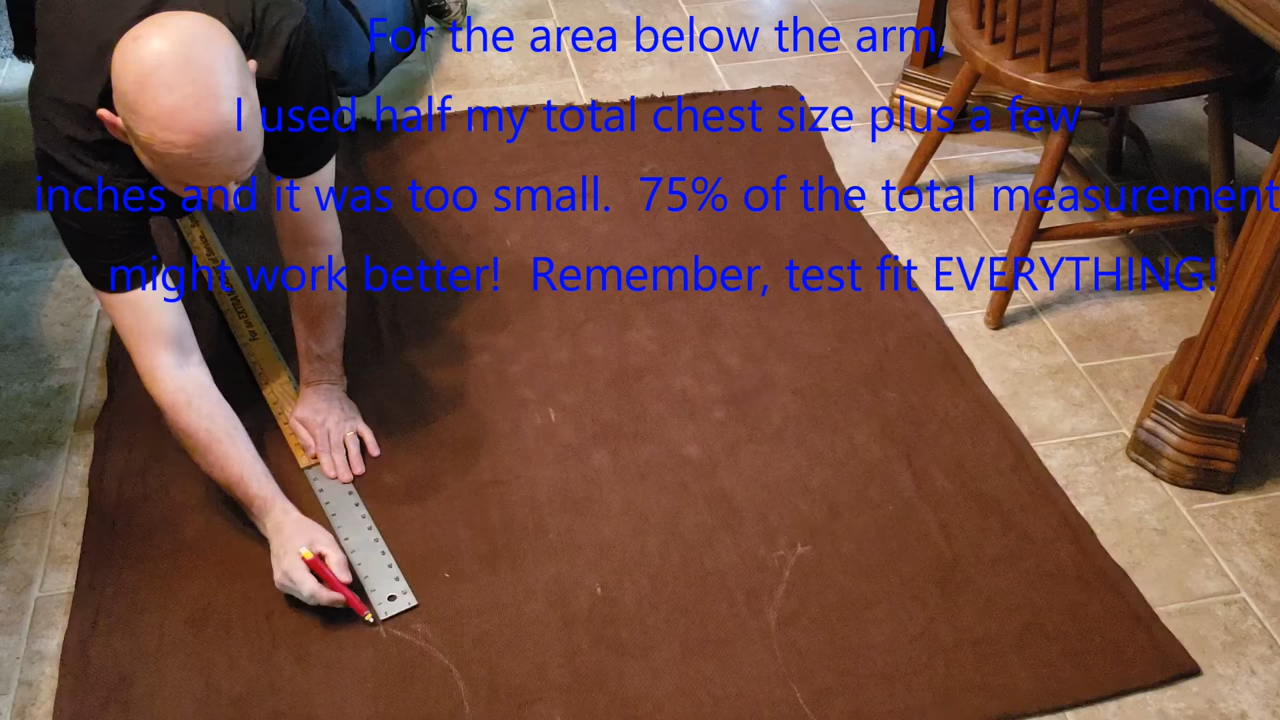 For the area below the arm,
I used half my total chest size plus a few
inches and it was too small.  75% of the total measurement
might work better!  Remember, test fit EVERYTHING!